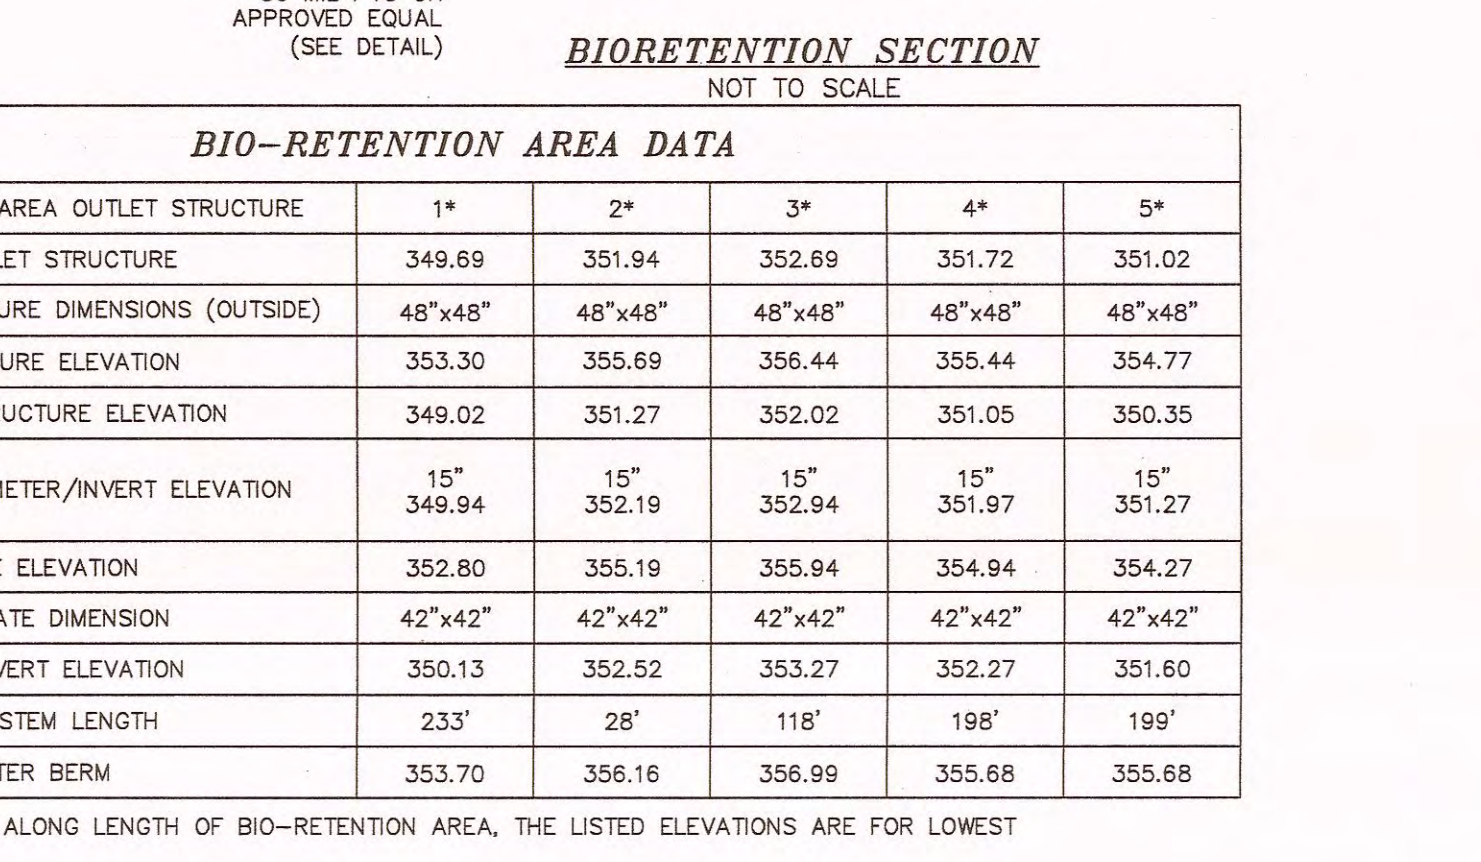 APPROVED EQUAL
(SEE DETAIL)
BIORETENTION SECTION
NOT TO SCALE
BIO-RETENTION AREA DATA
AREA OUTLET STRUCTURE 1* 2* 3* 4* 5*
LET STRUCTURE 349.69 351.94 352.69 351.72 351.02
URE DIMENSIONS (OUTSIDE) 48"x48" 48"x48" 48"x48" 48"x48" 48"x48"
URE ELEVATION 353.30 355.69 356.44 355.44 354.77
UCTURE ELEVATION 349.02 351.27 352.02 351.05 350.35
METER/INVERT ELEVATION 15" 349.94 15" 352.19 15" 352.94 15" 351.97 15" 351.27
E ELEVATION 352.80 355.19 355.94 354.94 354.27
ATE DIMENSION 42"x42" 42"x42" 42"x42" 42"x42" 42"x42"
VERT ELEVATION 350.13 352.52 353.27 352.27 351.60
STEM LENGTH 233' 28' 118' 198' 199'
TER BERM 353.70 356.16 356.99 355.68 355.68
ALONG LENGTH OF BIO-RETENTION AREA, THE LISTED ELEVATIONS ARE FOR LOWEST